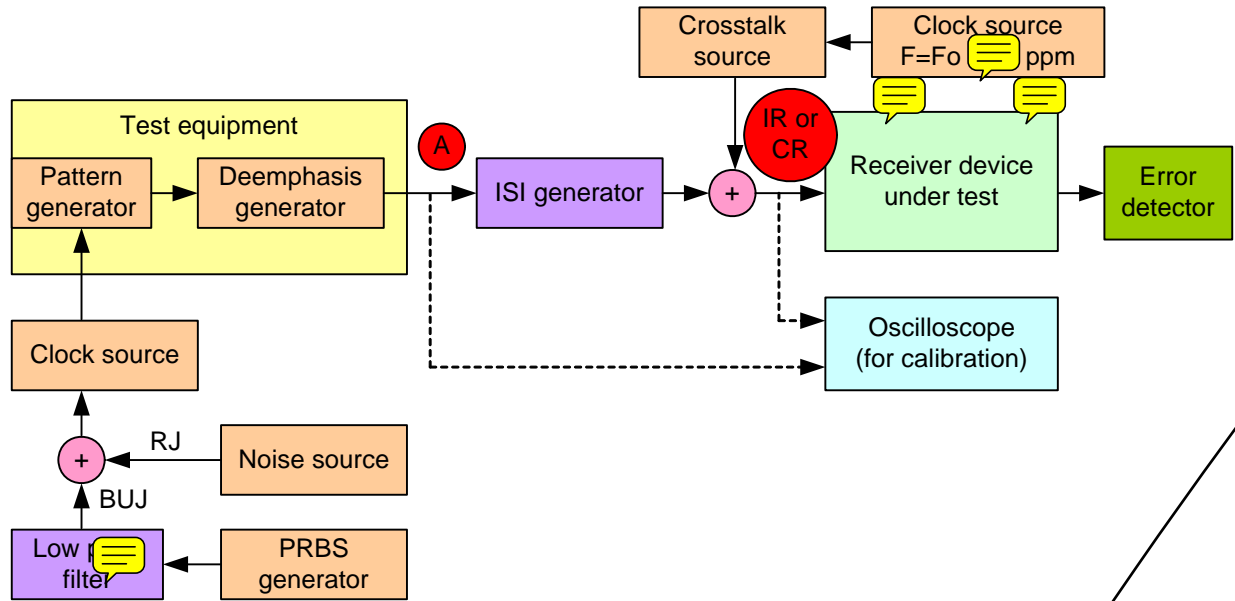 Crosstalk
source
Clock source
F=Fo ppm
Test equipment
Pattern
generator
Deemphasis
generator
A
ISI generator
+
IR or
CR
Receiver device
under test
Error
detector
Oscilloscope
(for calibration)
Clock source
+
RJ
Noise source
BUJ
Low
filter
PRBS
generator